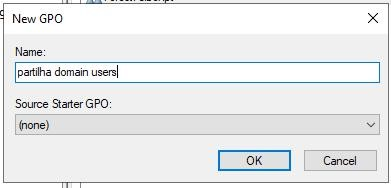 New GPO
Name:
partilha domain users
Source Starter GPO:
(none)
OK
Cancel